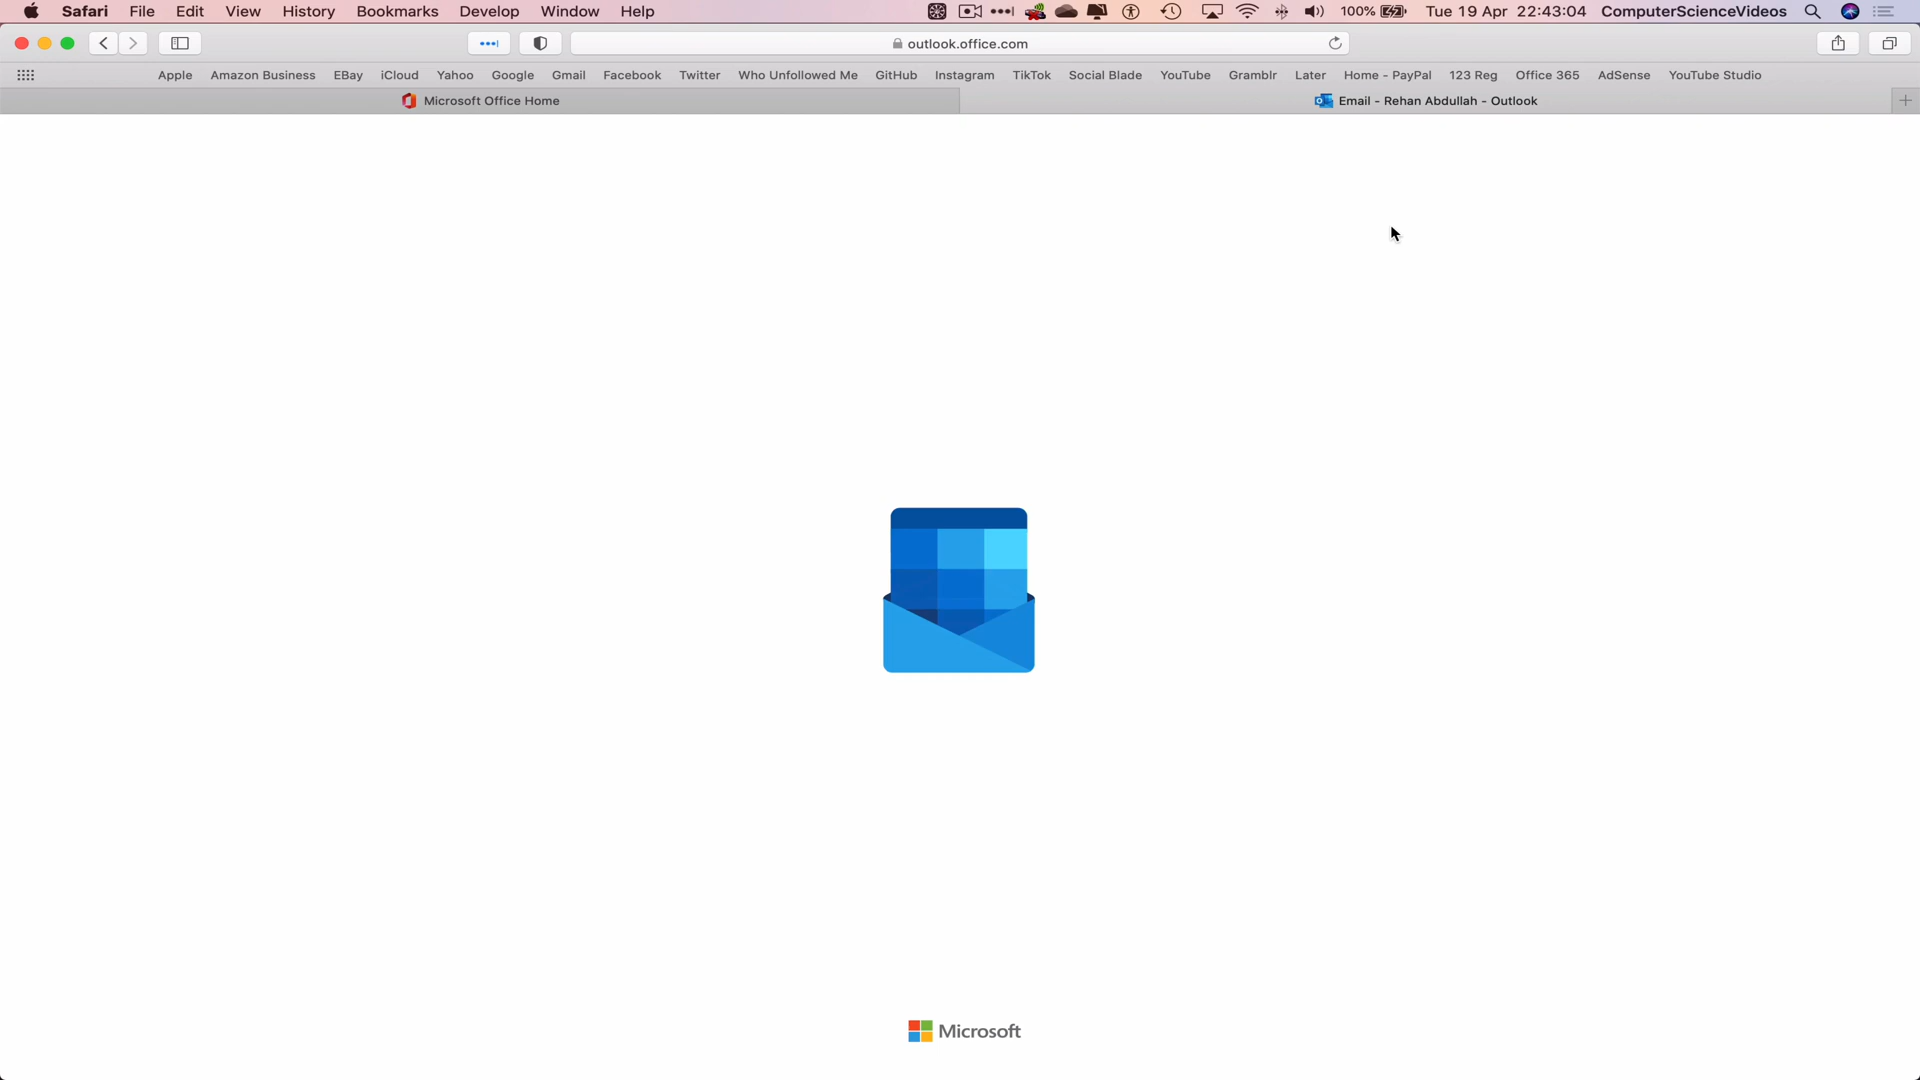 Safari File Edit View History Bookmarks Develop Window Help 100% Tue 19 Apr 22:43:04 ComputerScienceVideos
outlook.office.com
Apple Amazon Business EBay iCloud Yahoo Google Gmail Facebook Twitter Who Unfollowed Me GitHub Instagram TikTok Social Blade YouTube Gramblr Later Home - PayPal 123 Reg Office 365 AdSense YouTube Studio
Microsoft Office Home Email - Rehan Abdullah - Outlook
Microsoft